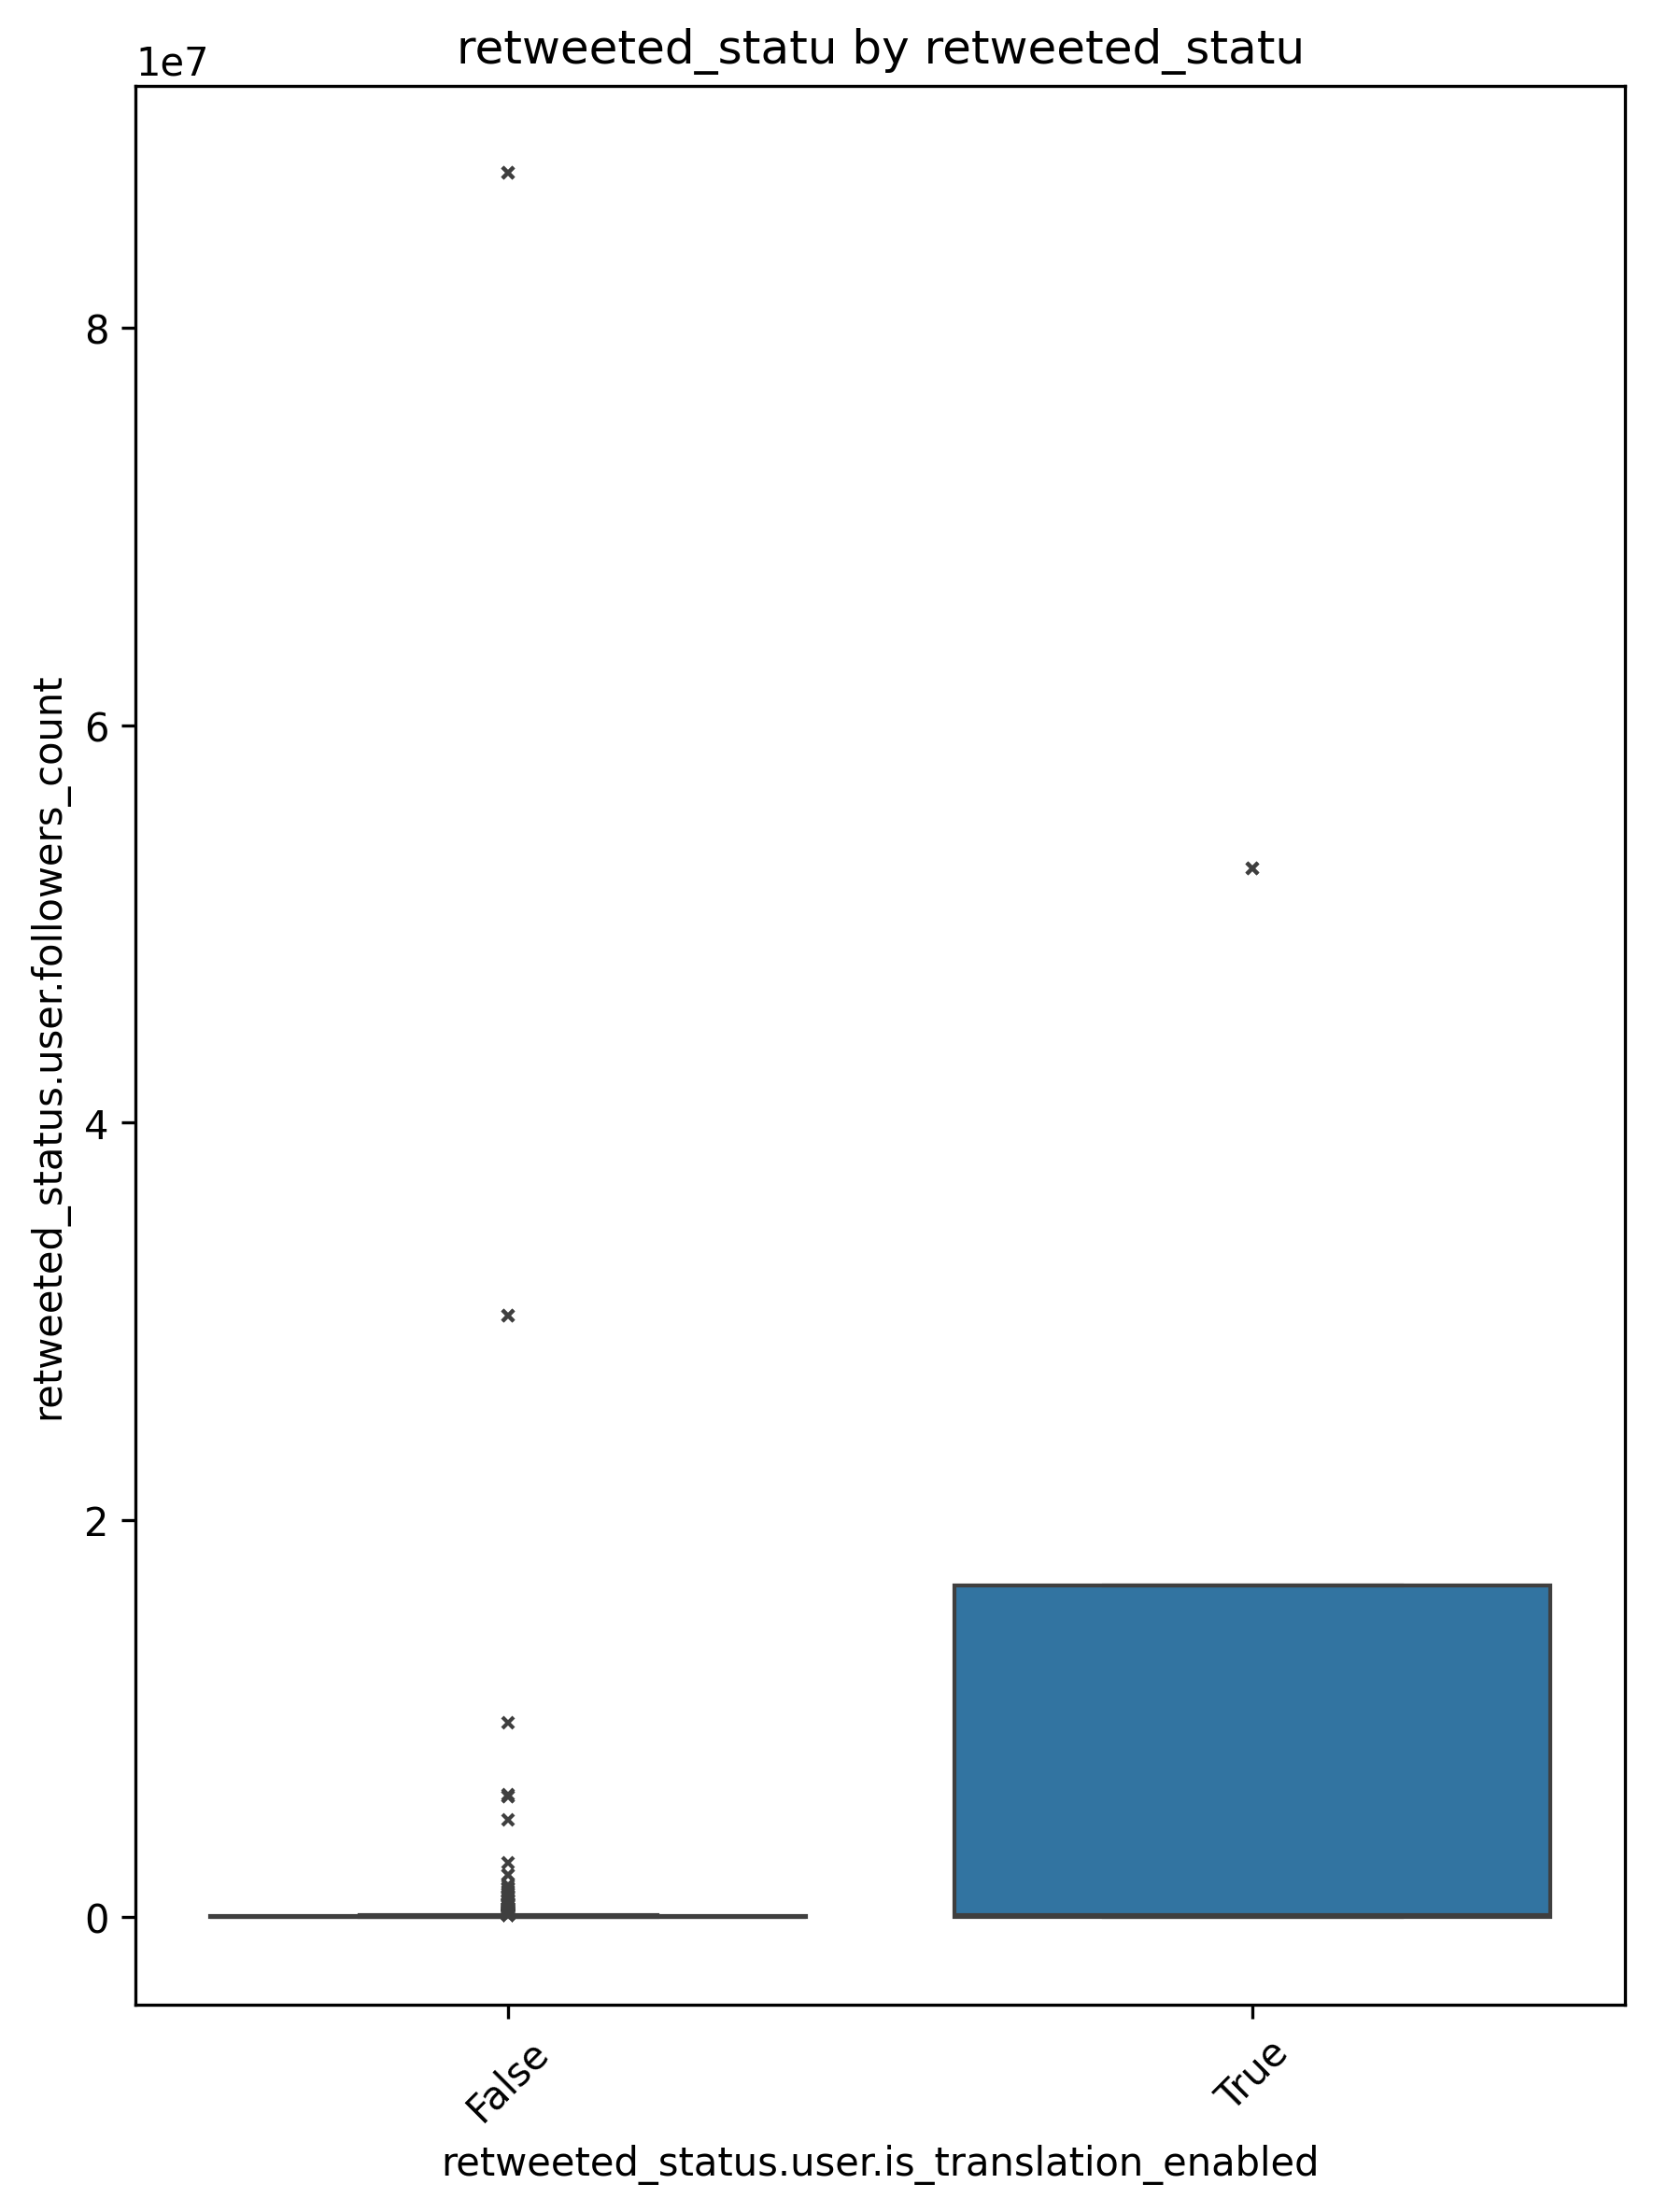 retweeted_statu by retweeted_statu
1e7
8
6
4
2
0
retweeted_status.user.followers_count
False
True
retweeted_status.user.is_translation_enabled